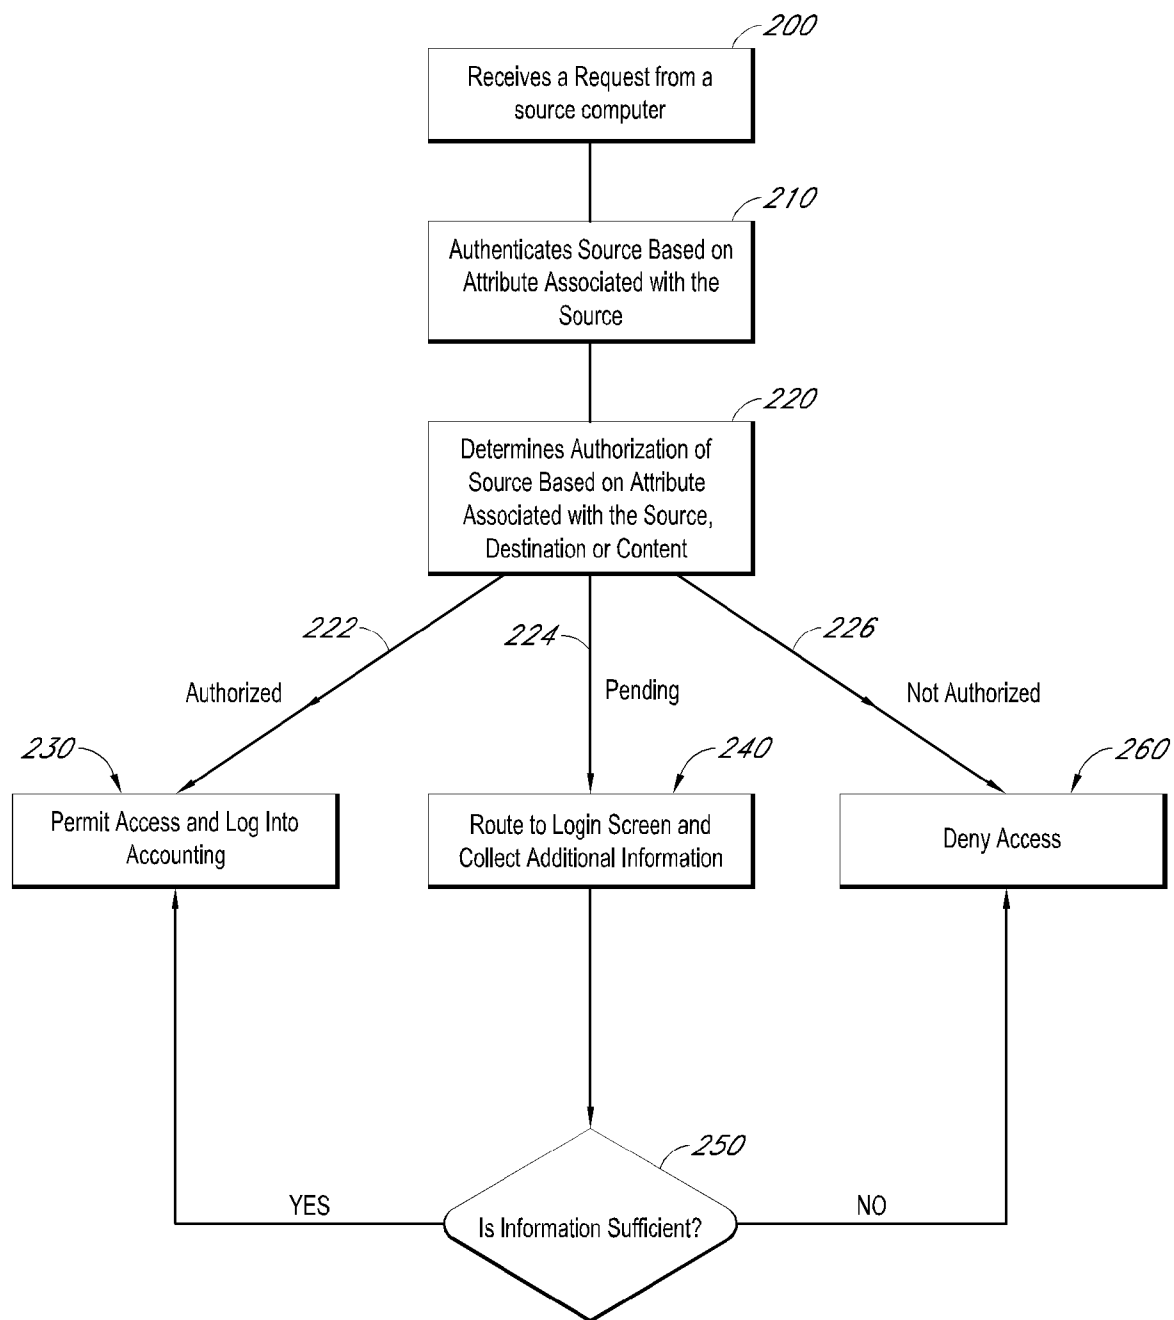 200
Receives a Request from a
source computer
210
Authenticates Source Based on
Attribute Associated with the
Source
220
Determines Authorization of
Source Based on Attribute
Associated with the Source,
Destination or Content
222
224
226
Authorized
Pending
Not Authorized
230
240
260
Permit Access and Log Into
Accounting
Route to Login Screen and
Collect Additional Information
Deny Access
250
YES
NO
Is Information Sufficient?